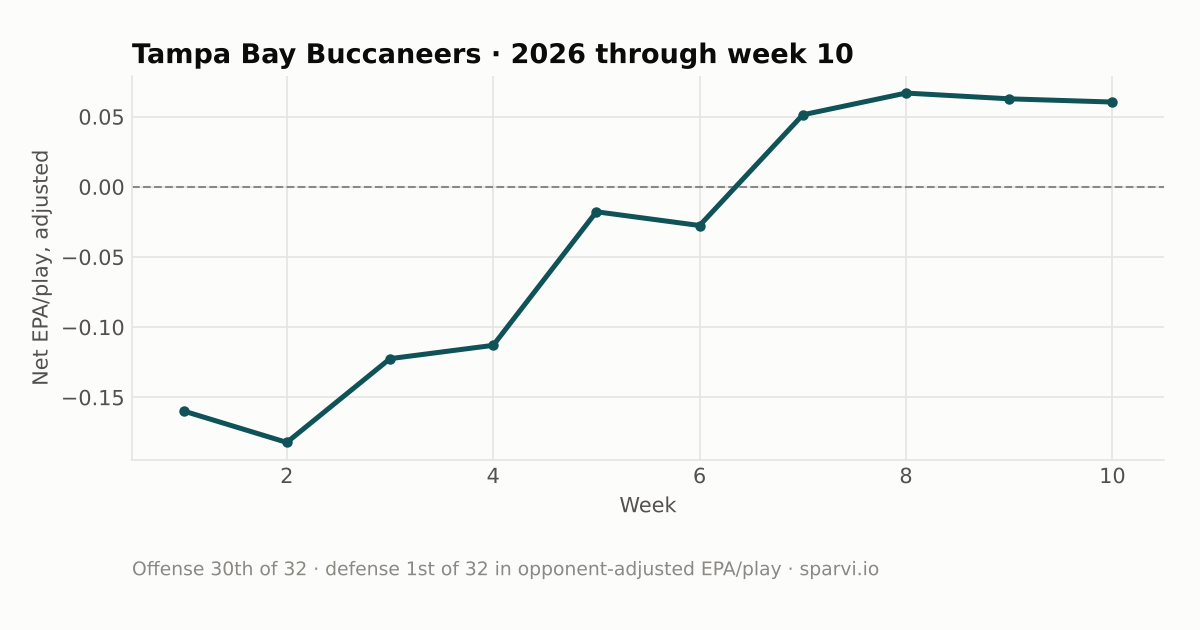 Tampa Bay Buccaneers · 2026 through week 10
Net EPA/play, adjusted
0.05
0.00
−0.05
−0.10
−0.15
2 4 6 8 10
Week
Offense 30th of 32 · defense 1st of 32 in opponent-adjusted EPA/play · sparvi.io